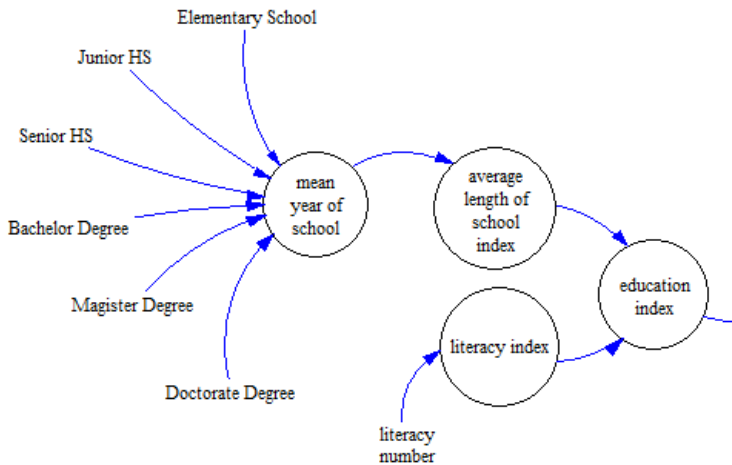 Elementary School
Junior HS
Senior HS
Bachelor Degree
Magister Degree
Doctorate Degree
mean
year of
school
average
length of
school
index
literacy index
literacy
number
education
index